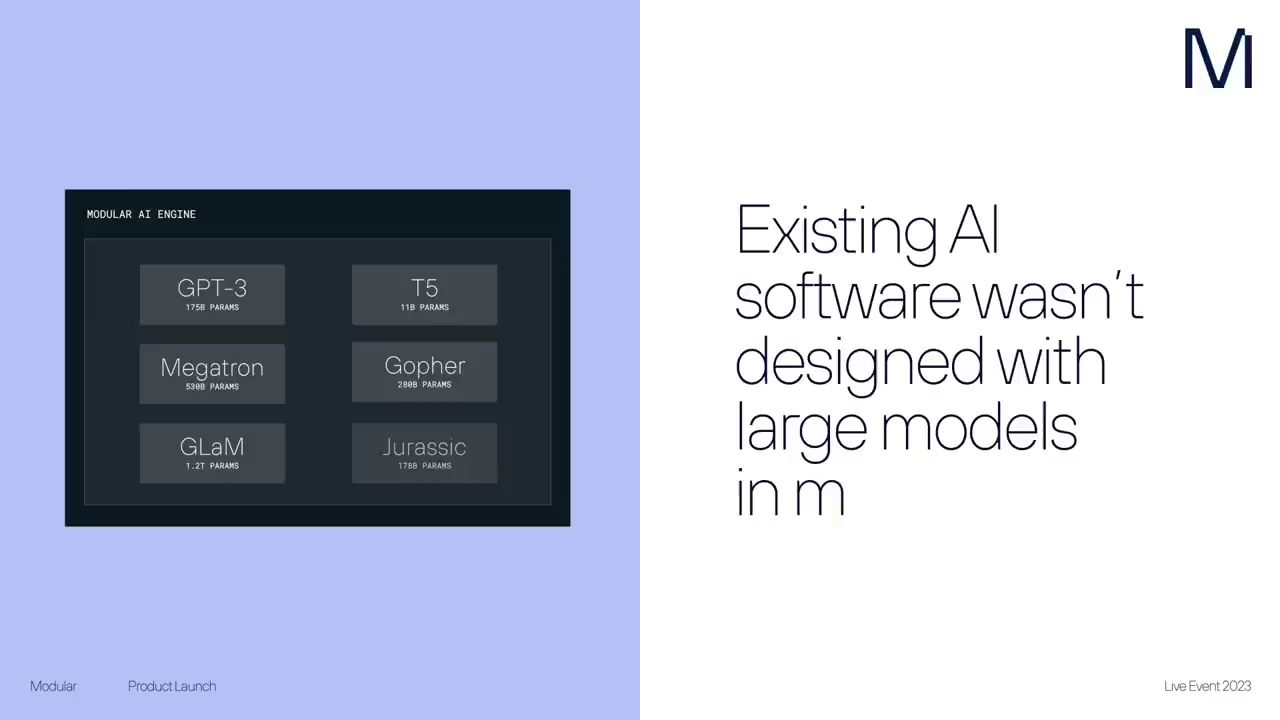 M
MODULAR AI ENGINE
GPT-3
175B PARAMS
T5
11B PARAMS
Megatron
530B PARAMS
Gopher
280B PARAMS
GLaM
1.2T PARAMS
Jurassic
178B PARAMS
Existing AI
software wasn't
designed with
large models
in m
Modular
Product Launch
Live Event 2023